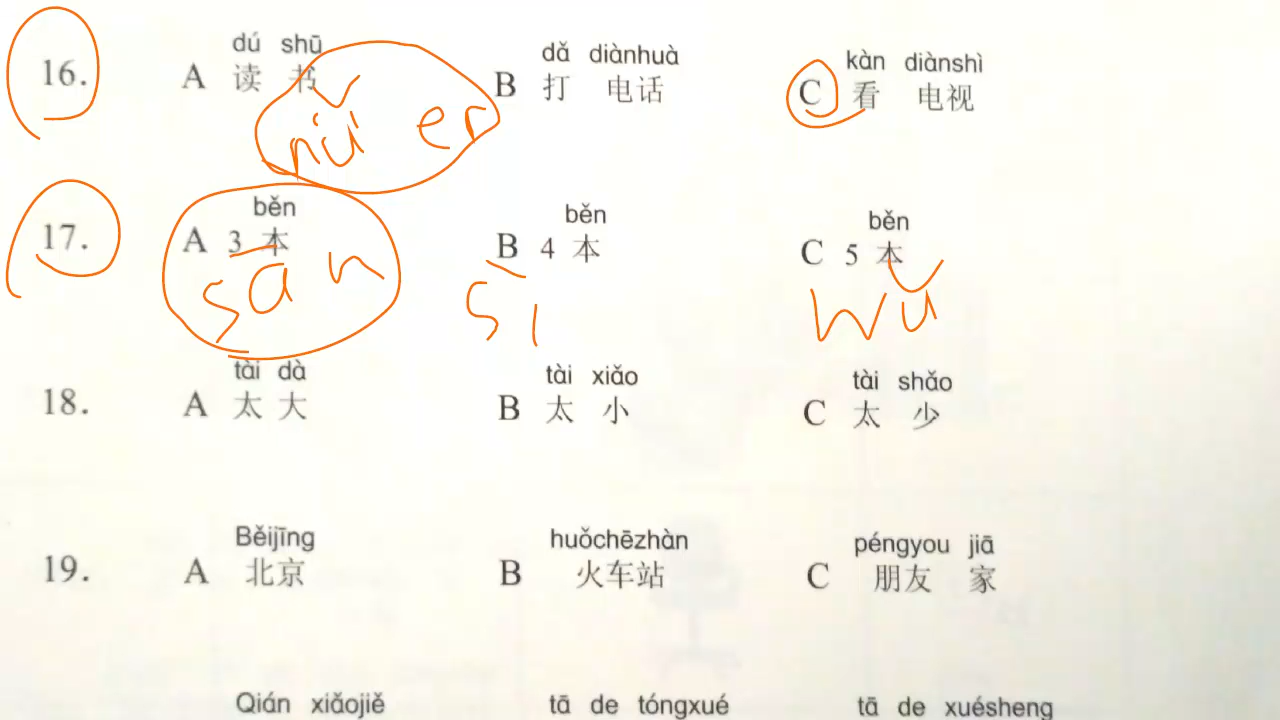 dú shū dǎ diànhuà kàn diànshì
16. A 读 书 B 打 电话 C 看 电视
nǚ er
běn běn běn
17. A 3 本 B 4 本 C 5 本
sān sì wǔ
tài dà tài xiǎo tài shǎo
18. A 太 大 B 太 小 C 太 少
Běijīng huǒchēzhàn péngyou jiā
19. A 北京 B 火车站 C 朋友 家
Qián xiǎojiě tā de tóngxué tā de xuésheng